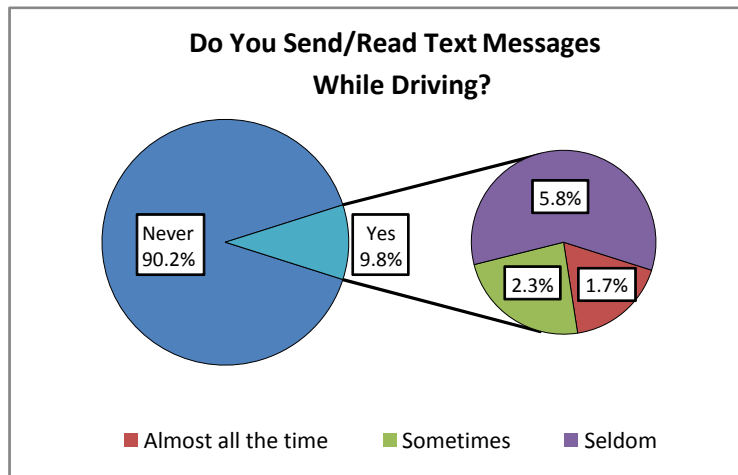 Do You Send/Read Text Messages
While Driving?
Never
90.2%
Yes
9.8%
5.8%
2.3%
1.7%
Almost all the time
Sometimes
Seldom